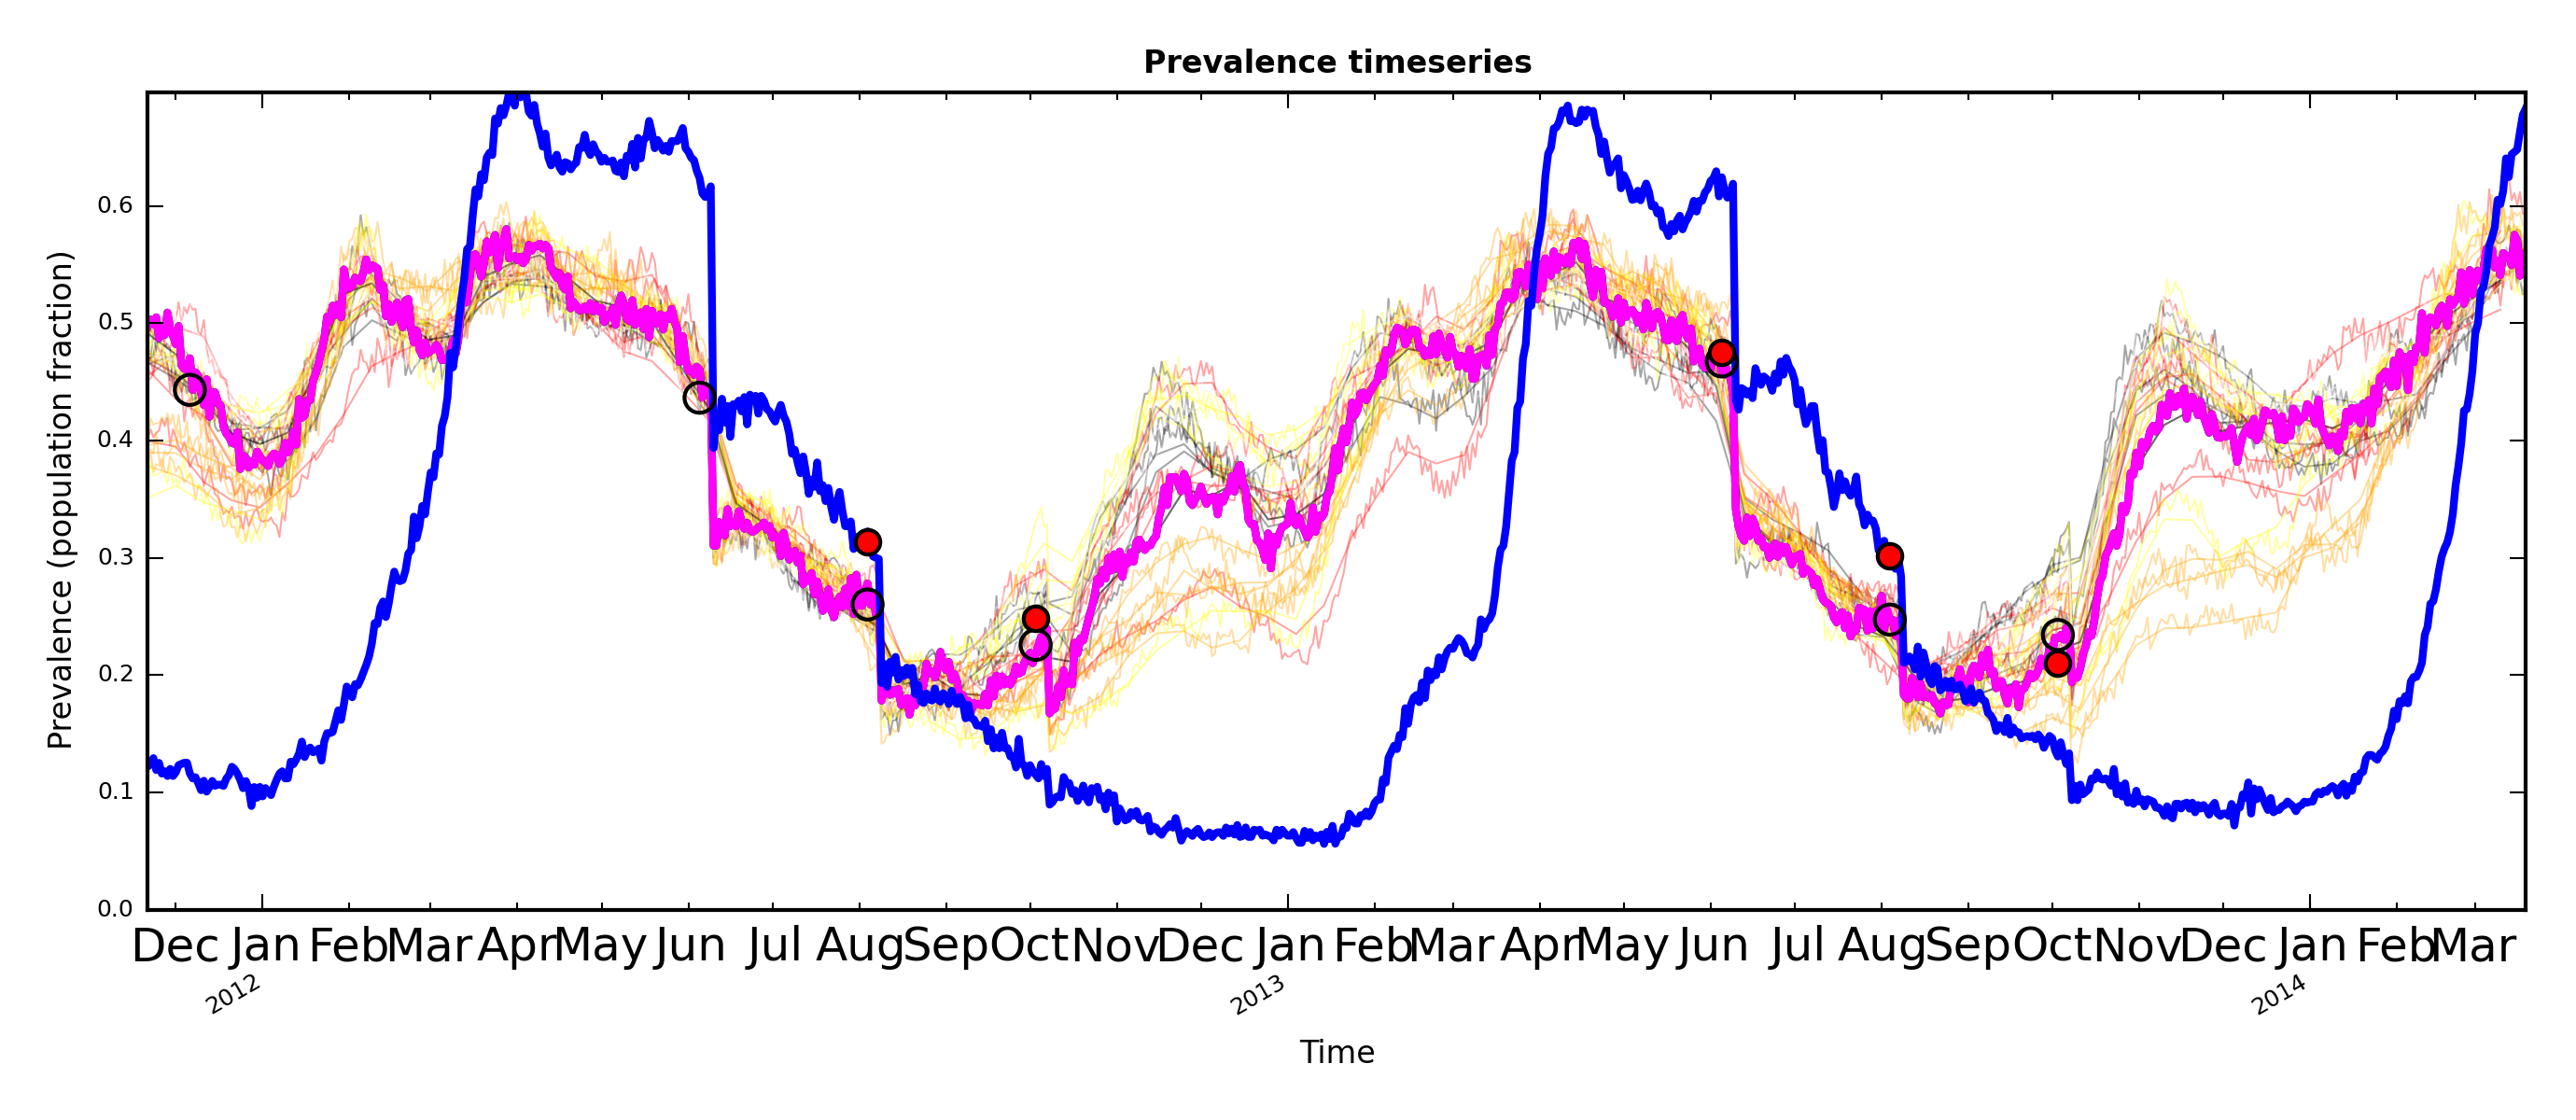 Prevalence timeseries
Prevalence (population fraction)
0.6
0.5
0.4
0.3
0.2
0.1
0.0
Dec Jan Feb Mar Apr May Jun Jul Aug Sep Oct Nov Dec Jan Feb Mar Apr May Jun Jul Aug Sep Oct Nov Dec Jan Feb Mar
2012 2013 2014
Time